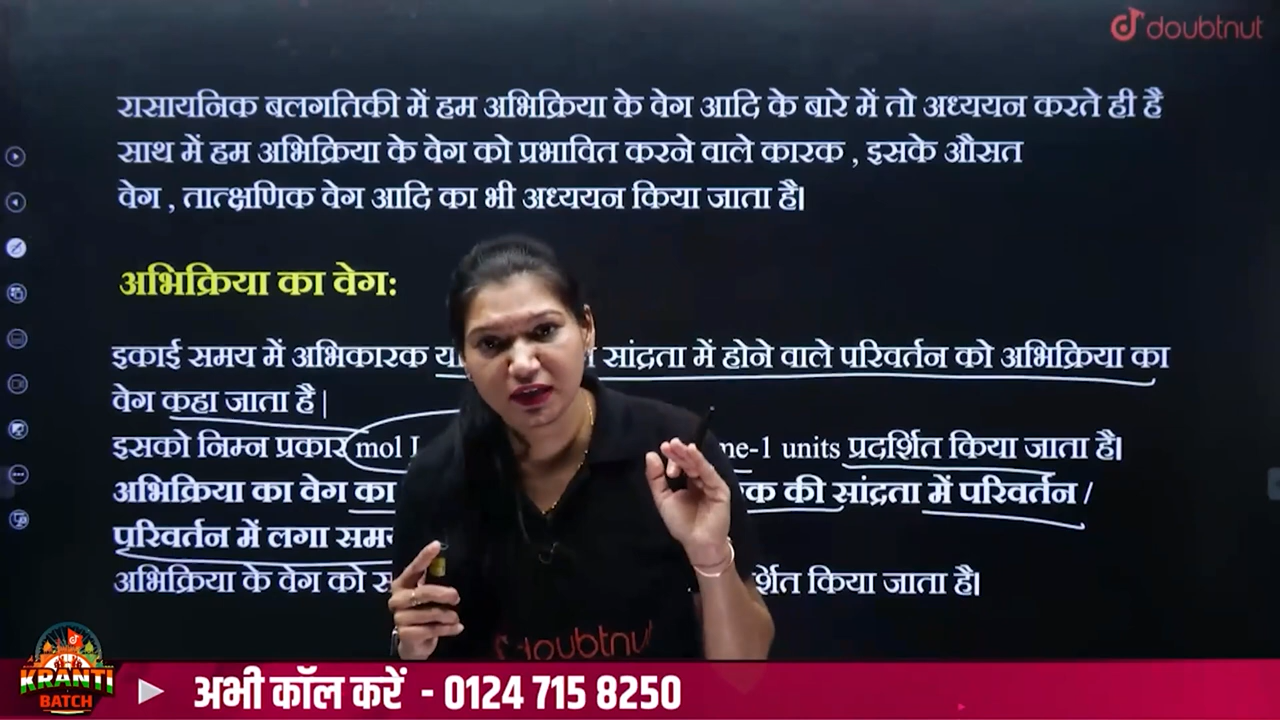 doubtnut
रासायनिक बलगतिकी में हम अभिक्रिया के वेग आदि के बारे में तो अध्ययन करते ही है
साथ में हम अभिक्रिया के वेग को प्रभावित करने वाले कारक , इसके औसत
वेग , तात्क्षणिक वेग आदि का भी अध्ययन किया जाता है।
अभिक्रिया का वेग:
इकाई समय में अभिकारक सांद्रता में होने वाले परिवर्तन को अभिक्रिया का
वेग कहा जाता है |
इसको निम्न प्रकार mol me-1 units प्रदर्शित किया जाता है।
अभिक्रिया का वेग का की सांद्रता में परिवर्तन /
परिवर्तन में लगा
अभिक्रिया के वेग को किया जाता है।
doubtnut
KRANTI
BATCH
अभी कॉल करें - 0124 715 8250